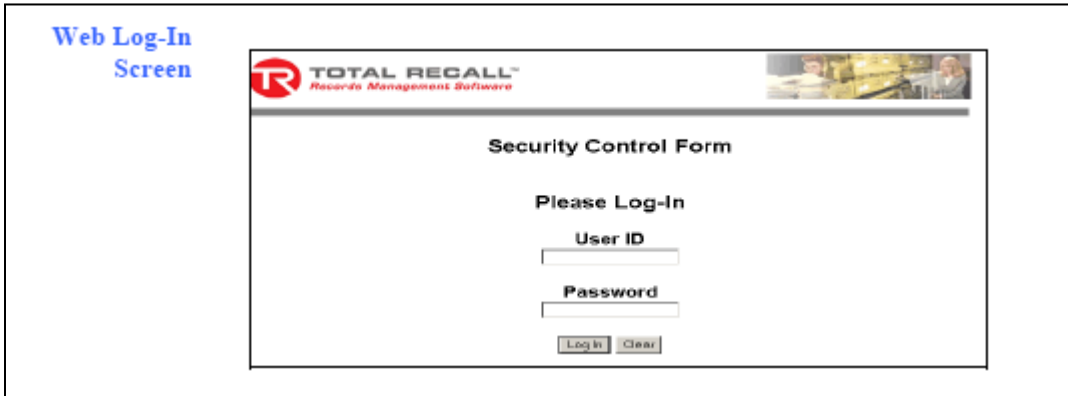 Web Log-In
Screen
TOTAL RECALL™
Records Management Software
Security Control Form
Please Log-In
User ID
Password
Log In Clear